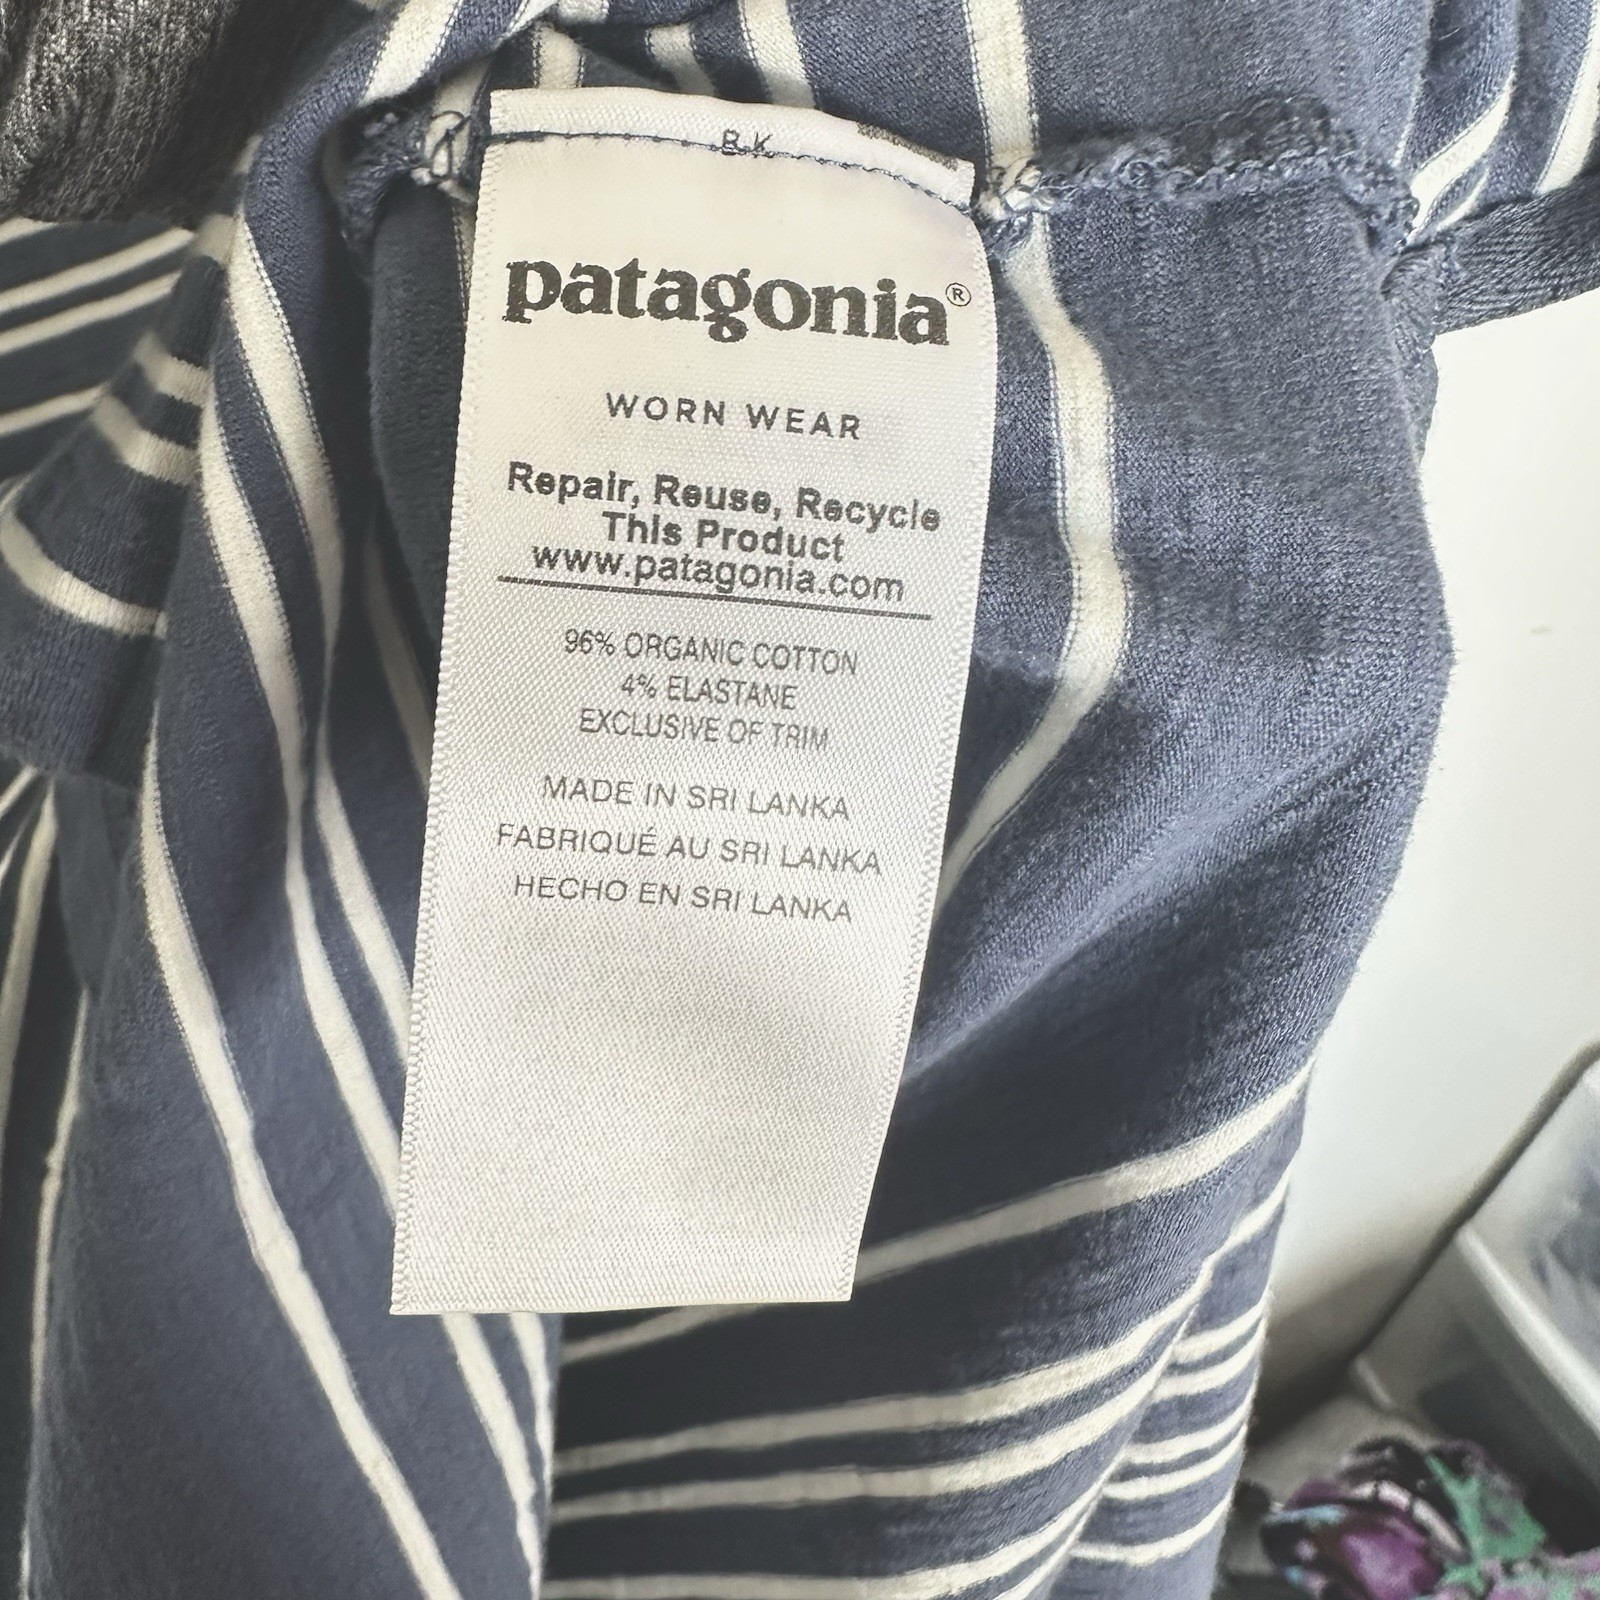 B.K
patagonia®
WORN WEAR
Repair, Reuse, Recycle
This Product
www.patagonia.com
96% ORGANIC COTTON
4% ELASTANE
EXCLUSIVE OF TRIM
MADE IN SRI LANKA
FABRIQUÉ AU SRI LANKA
HECHO EN SRI LANKA